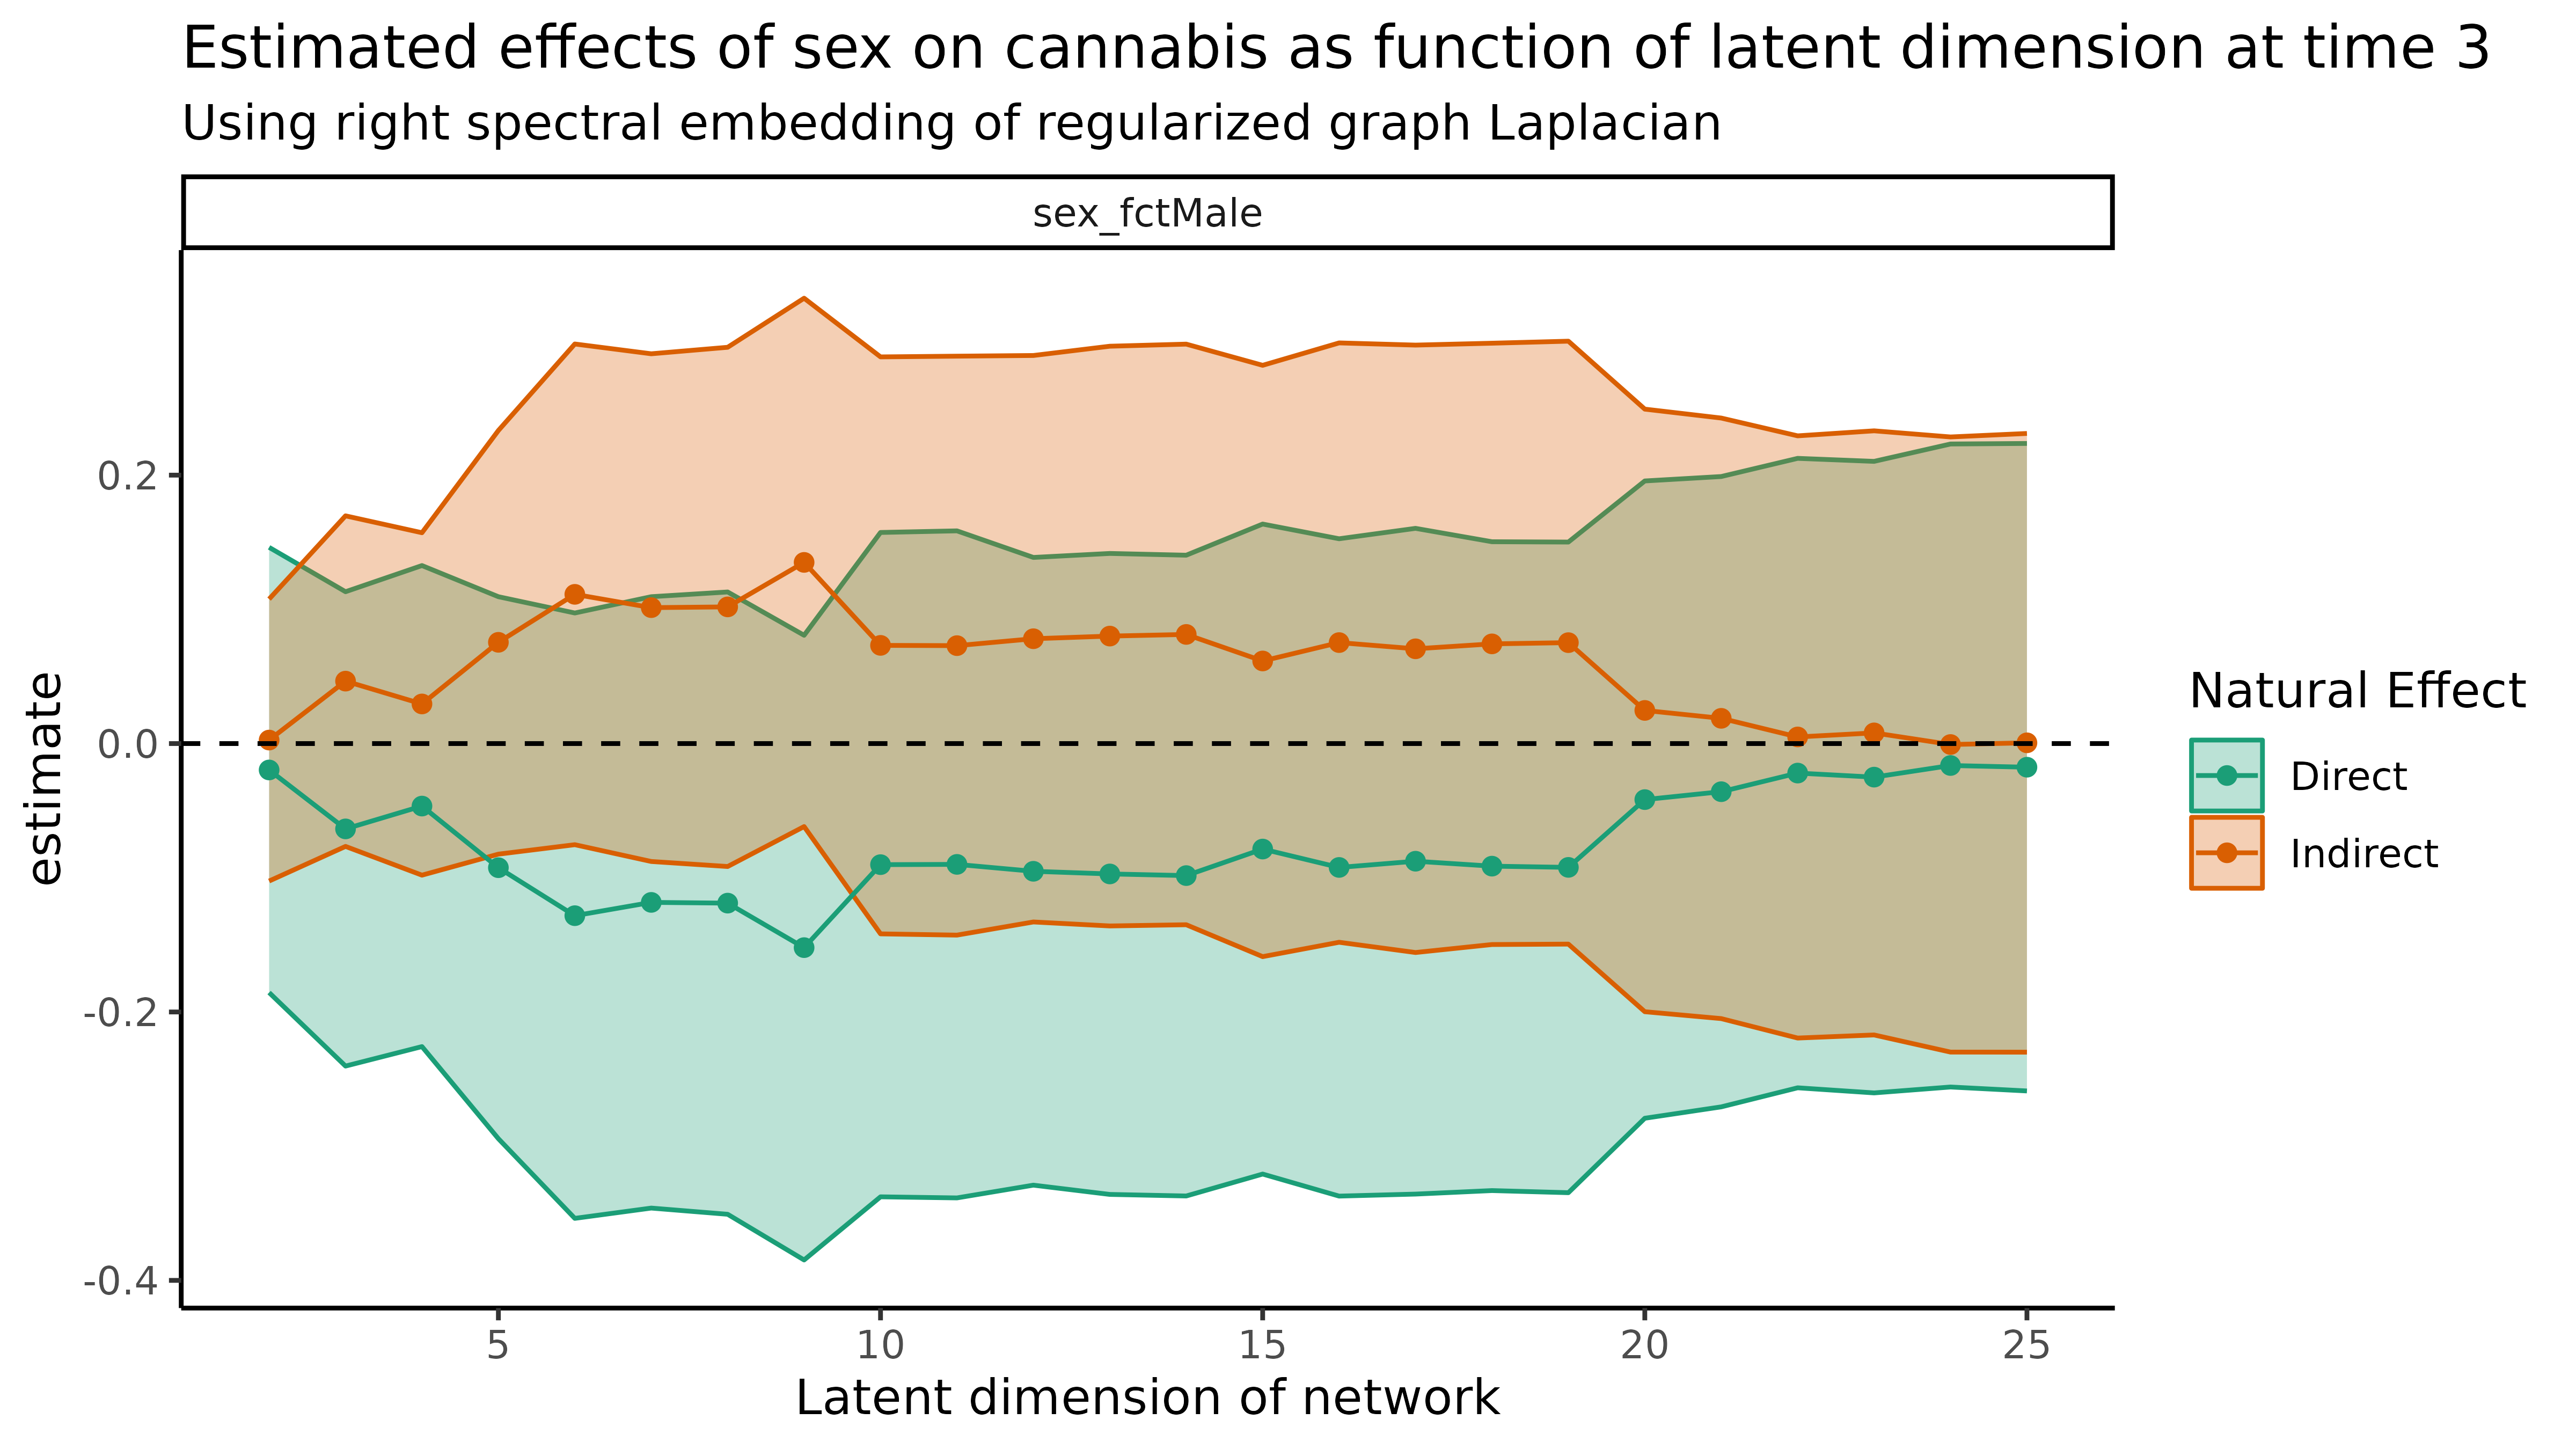 Estimated effects of sex on cannabis as function of latent dimension at time 3
Using right spectral embedding of regularized graph Laplacian
sex_fctMale
estimate
0.2
0.0
-0.2
-0.4
5 10 15 20 25
Latent dimension of network
Natural Effect
Direct
Indirect